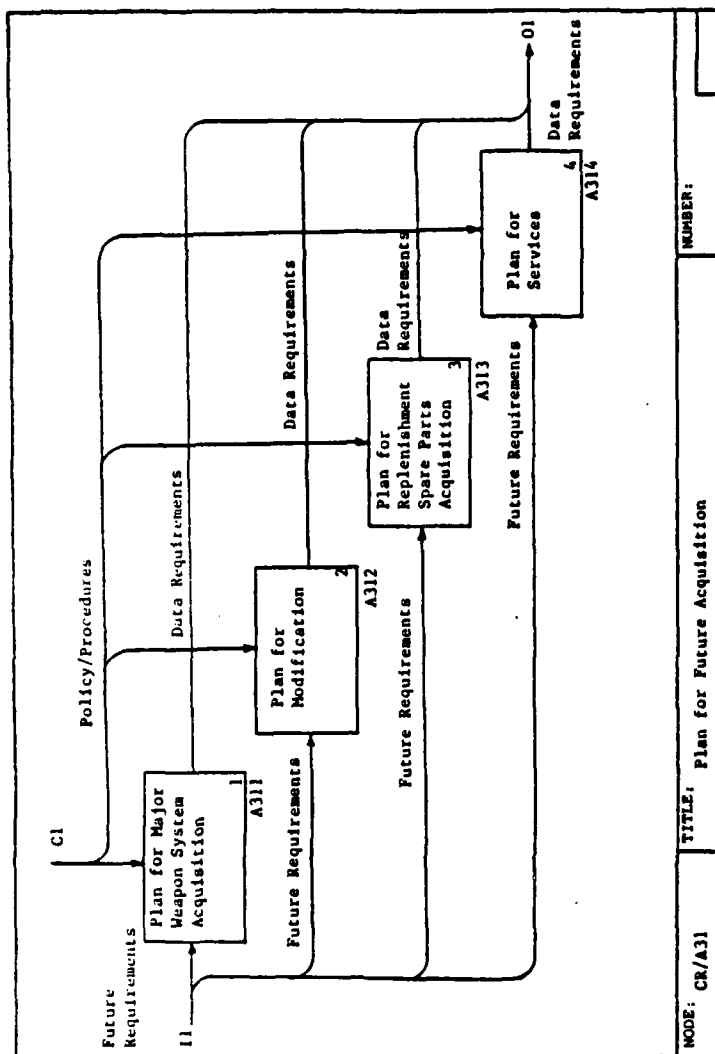 C1
Policy/Procedures
Future
Requirements
I1
Plan for Major
Weapon System
Acquisition
1
A311
Data Requirements
Future Requirements
Plan for
Modification
2
A312
Data Requirements
Future Requirements
Plan for
Replenishment
Spare Parts
Acquisition
3
A313
Data
Requirements
Future Requirements
Plan for
Services
4
A314
Data
Requirements
O1
NODE: CR/A31
TITLE: Plan for Future Acquisition
NUMBER: